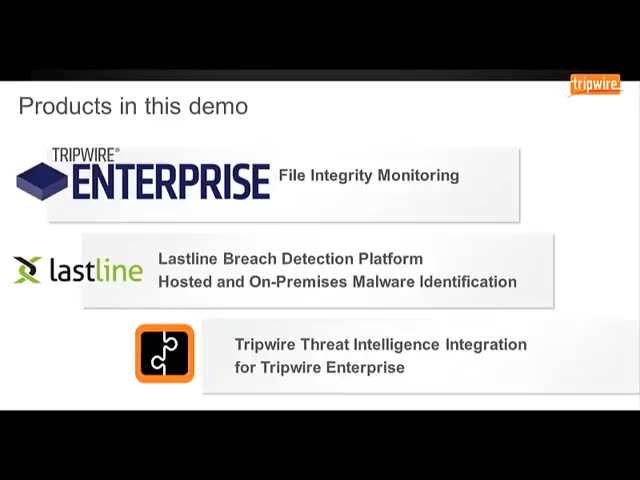 tripwire
Products in this demo
TRIPWIRE®
ENTERPRISE
File Integrity Monitoring
lastline
Lastline Breach Detection Platform
Hosted and On-Premises Malware Identification
Tripwire Threat Intelligence Integration
for Tripwire Enterprise